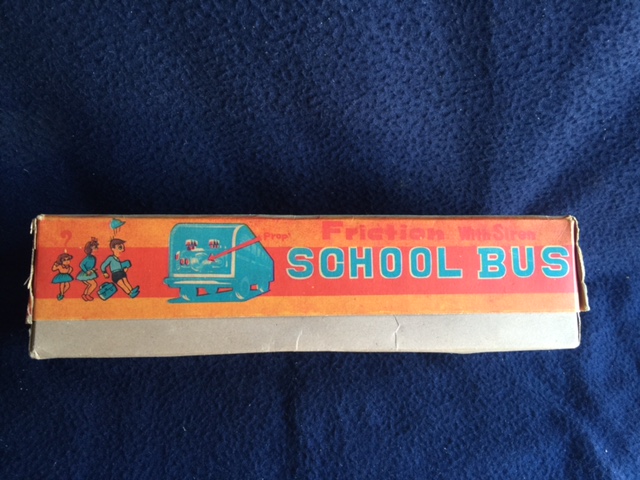 ?
Prop!
Friction With Siren
SCHOOL BUS